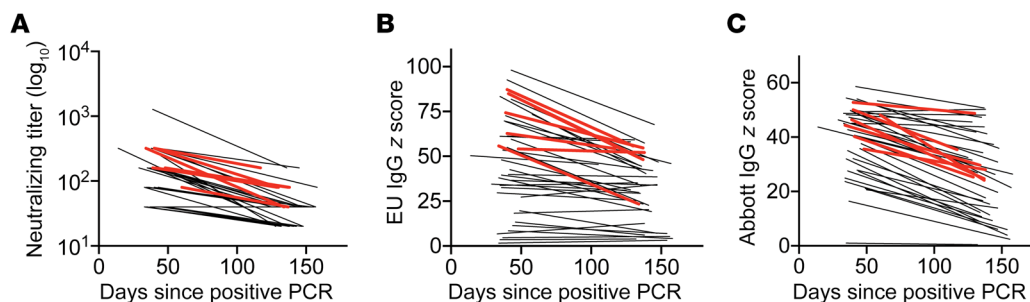 A
Neutralizing titer (log10)
10^4
10^3
10^2
10^1
0 50 100 150
Days since positive PCR
B
EU IgG z score
100
75
50
25
0
0 50 100 150
Days since positive PCR
C
Abbott IgG z score
80
60
40
20
0
0 50 100 150
Days since positive PCR